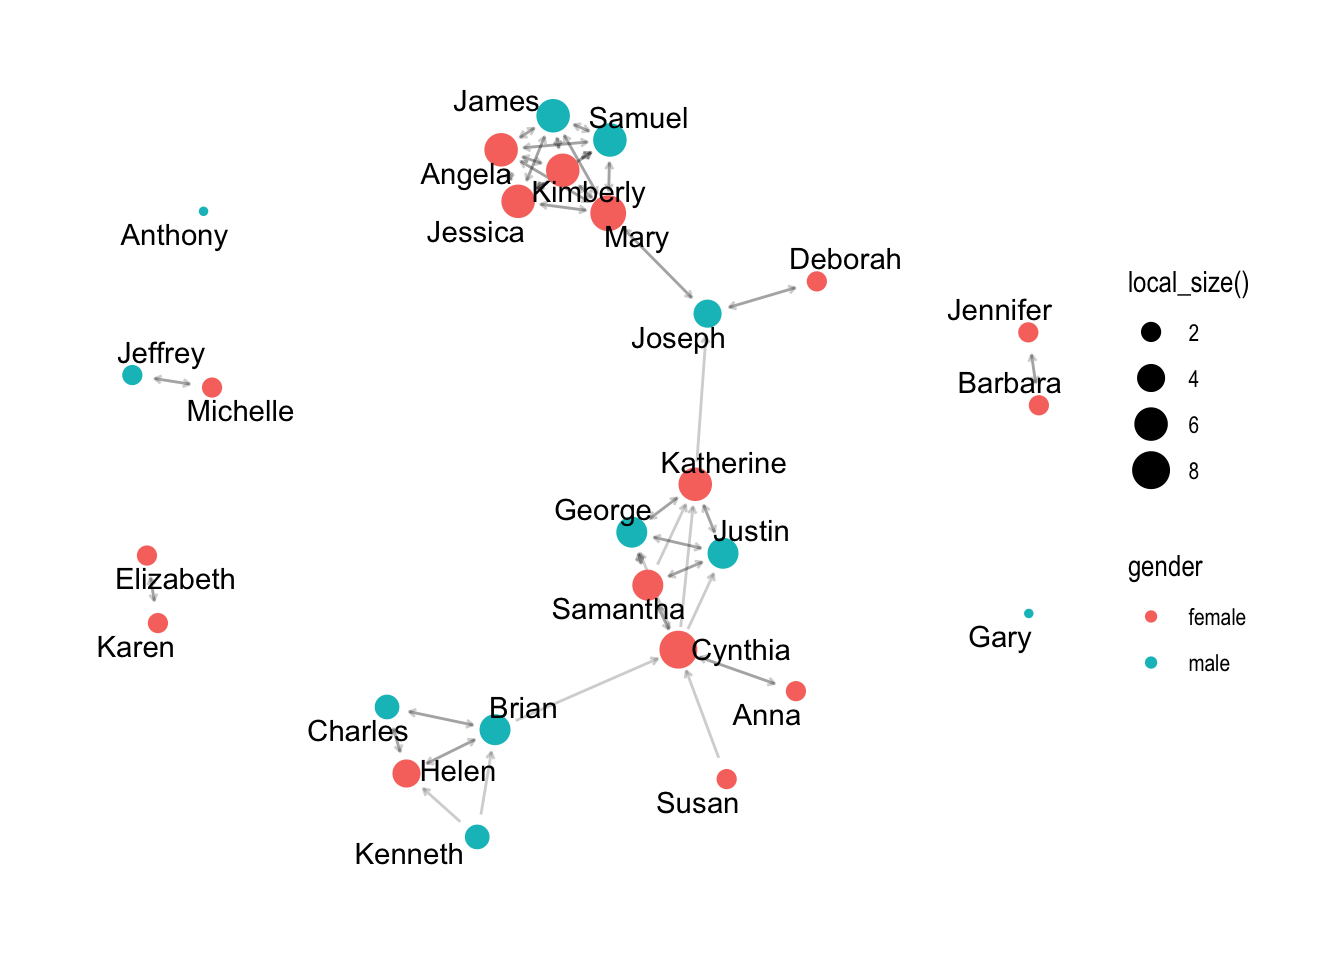 James
Samuel
Angela
Kimberly
Jessica
Mary
Anthony
Deborah
Joseph
Jennifer
Jeffrey
Barbara
Michelle
Katherine
George
Justin
Elizabeth
Samantha
Karen
Gary
Cynthia
Brian
Anna
Charles
Helen
Susan
Kenneth
local_size()
2
4
6
8
gender
female
male